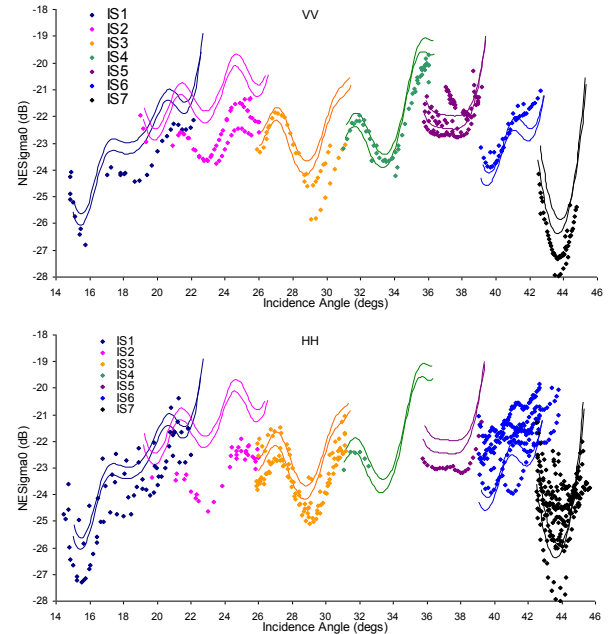 VV
IS1
IS2
IS3
IS4
IS5
IS6
IS7
NESigma0 (dB)
-18
-19
-20
-21
-22
-23
-24
-25
-26
-27
-28
14 16 18 20 22 24 26 28 30 32 34 36 38 40 42 44 46
Incidence Angle (degs)
HH
IS1
IS2
IS3
IS4
IS5
IS6
IS7
NESigma0 (dB)
-18
-19
-20
-21
-22
-23
-24
-25
-26
-27
-28
14 16 18 20 22 24 26 28 30 32 34 36 38 40 42 44 46
Incidence Angle (degs)